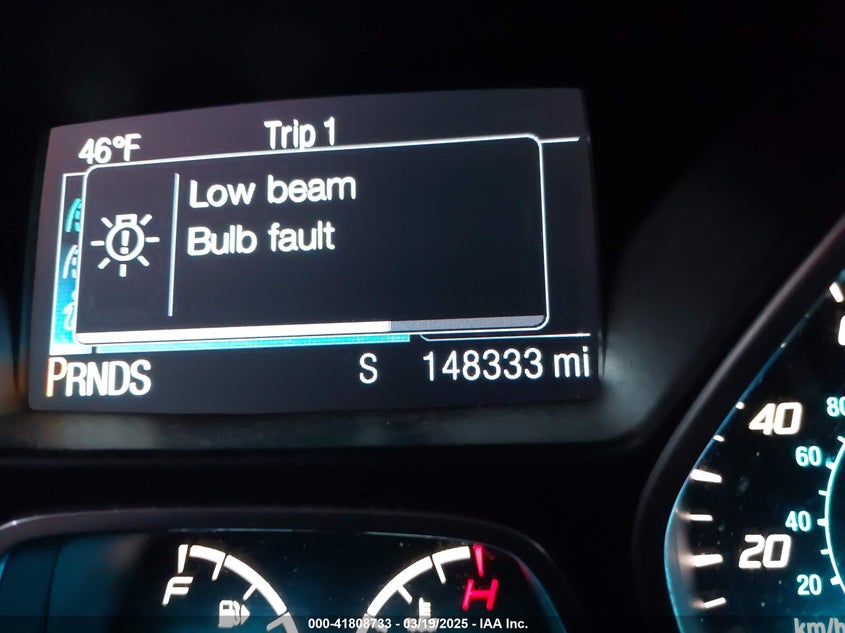 46°F Trip 1
Low beam
Bulb fault
PRNDS S 148333 mi
40
80
60
20
40
20
km/h
F
H
000-41808733 - 03/19/2025 - IAA Inc.